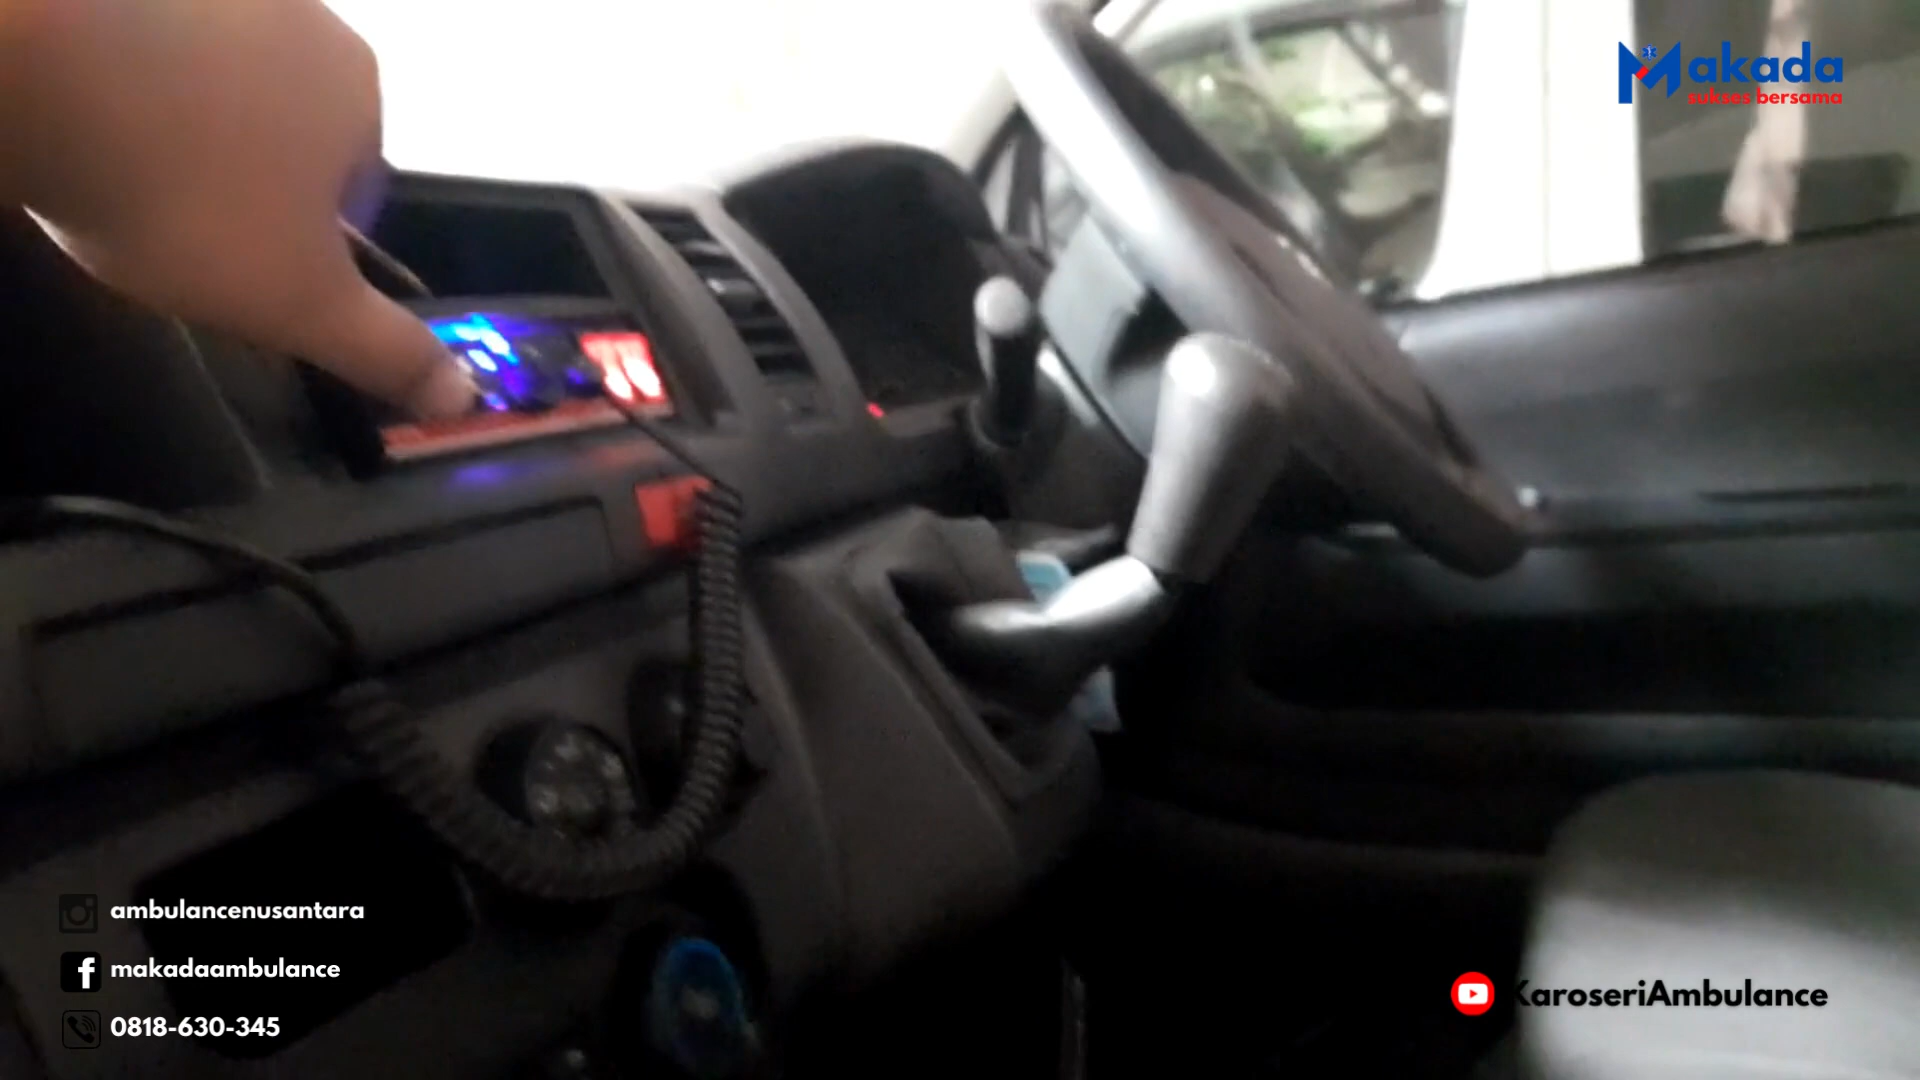 Makada
sukses bersama
ambulancenusantara
makadaambulance
0818-630-345
KaroseriAmbulance